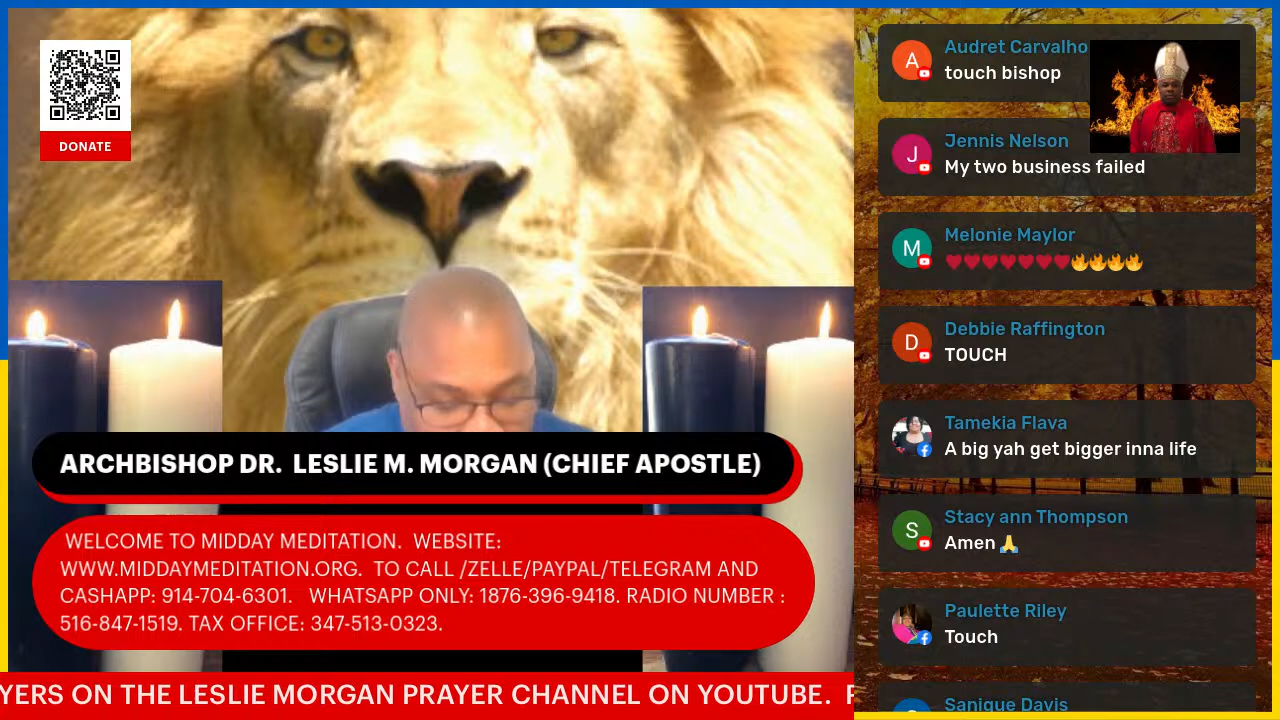 DONATE
ARCHBISHOP DR. LESLIE M. MORGAN (CHIEF APOSTLE)
WELCOME TO MIDDAY MEDITATION. WEBSITE:
WWW.MIDDAYMEDITATION.ORG. TO CALL /ZELLE/PAYPAL/TELEGRAM AND
CASHAPP: 914-704-6301. WHATSAPP ONLY: 1876-396-9418. RADIO NUMBER :
516-847-1519. TAX OFFICE: 347-513-0323.
YERS ON THE LESLIE MORGAN PRAYER CHANNEL ON YOUTUBE.
A
Audret Carvalho
touch bishop
J
Jennis Nelson
My two business failed
M
Melonie Maylor
♥♥♥♥♥♥♥🔥🔥🔥🔥
D
Debbie Raffington
TOUCH
Tamekia Flava
A big yah get bigger inna life
S
Stacy ann Thompson
Amen 🙏
Paulette Riley
Touch
Sanique Davis